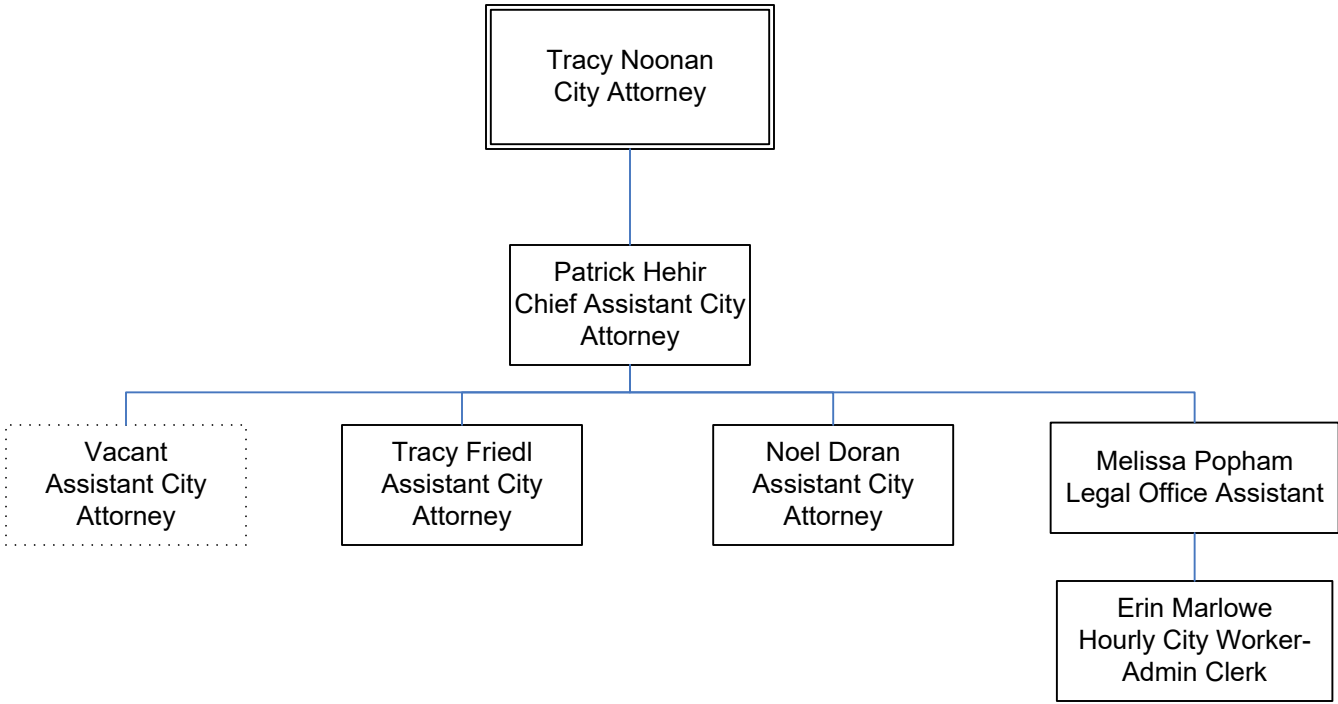 Tracy Noonan
City Attorney
Patrick Hehir
Chief Assistant City
Attorney
Vacant
Assistant City
Attorney
Tracy Friedl
Assistant City
Attorney
Noel Doran
Assistant City
Attorney
Melissa Popham
Legal Office Assistant
Erin Marlowe
Hourly City Worker-
Admin Clerk